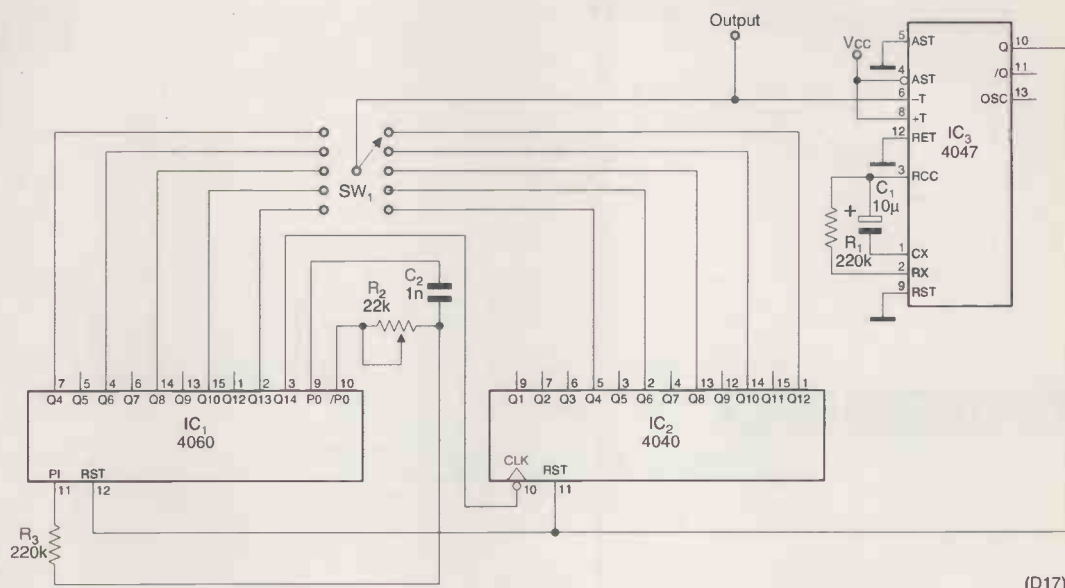 Output
5 AST
Q 10
Vcc
/Q 11
4 AST
OSC 13
6 –T
8 +T
IC3
4047
12 RET
3 RCC
C1
10µ
+
R1
220k
1 CX
2 RX
9 RST
SW1
C2
1n
R2
22k
7 5 4 6 14 13 15 1 2 3 9 10
Q4 Q5 Q6 Q7 Q8 Q9 Q10 Q12 Q13 Q14 P0 /P0
IC1
4060
PI RST
11 12
R3
220k
9 7 6 5 3 2 4 13 12 14 15 1
Q1 Q2 Q3 Q4 Q5 Q6 Q7 Q8 Q9 Q10 Q11 Q12
IC2
4040
CLK RST
10 11
(D17)